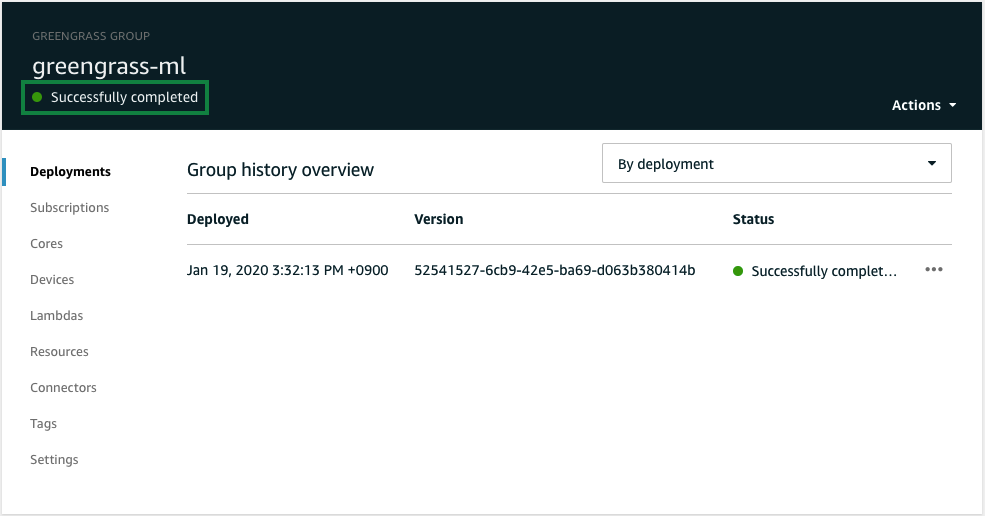 GREENGRASS GROUP
greengrass-ml
Successfully completed
Actions
Deployments
Subscriptions
Cores
Devices
Lambdas
Resources
Connectors
Tags
Settings
Group history overview
By deployment
Deployed Version Status
Jan 19, 2020 3:32:13 PM +0900 52541527-6cb9-42e5-ba69-d063b380414b Successfully complet...